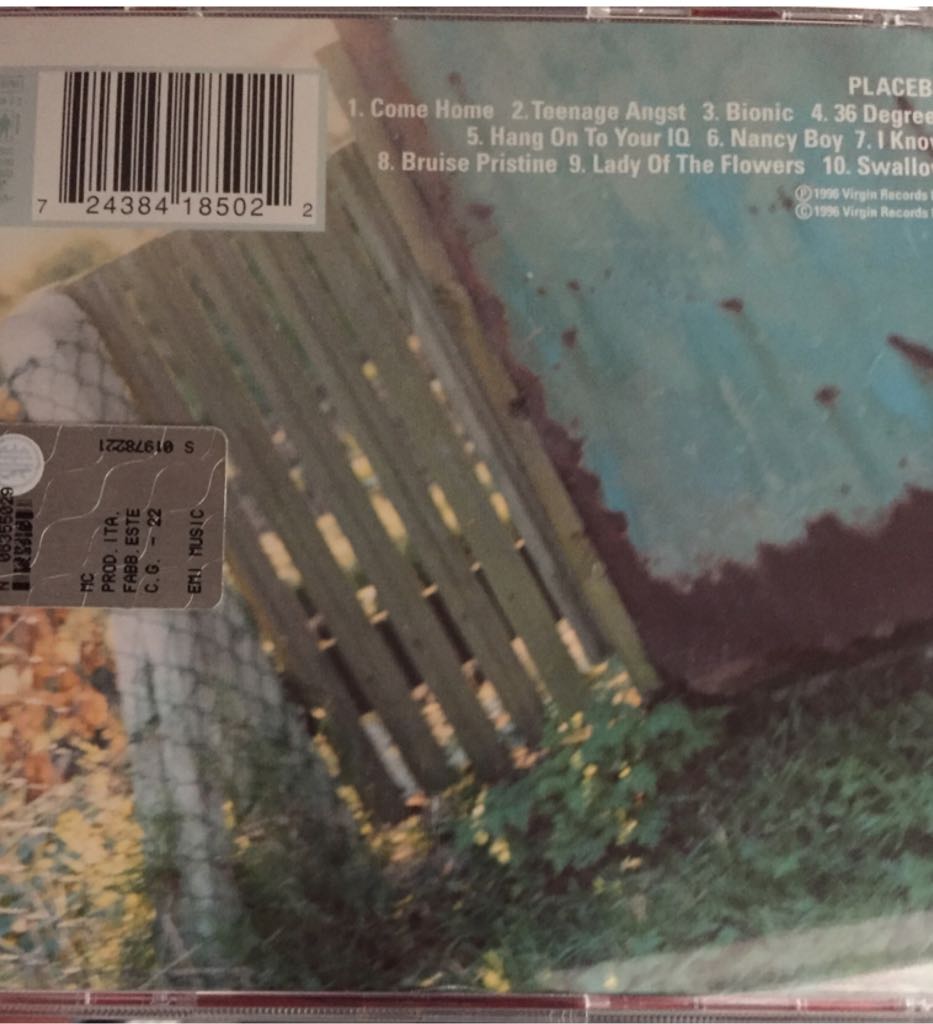 PLACEB
1. Come Home 2. Teenage Angst 3. Bionic 4. 36 Degree
5. Hang On To Your IQ 6. Nancy Boy 7. I Know
8. Bruise Pristine 9. Lady Of The Flowers 10. Swallow
℗ 1996 Virgin Records
© 1996 Virgin Records
7 24384 18502 2
S 01978221
N 06355029
MC
PROD.ITA.
FABB.ESTE
C.G. - 22
EMI MUSIC